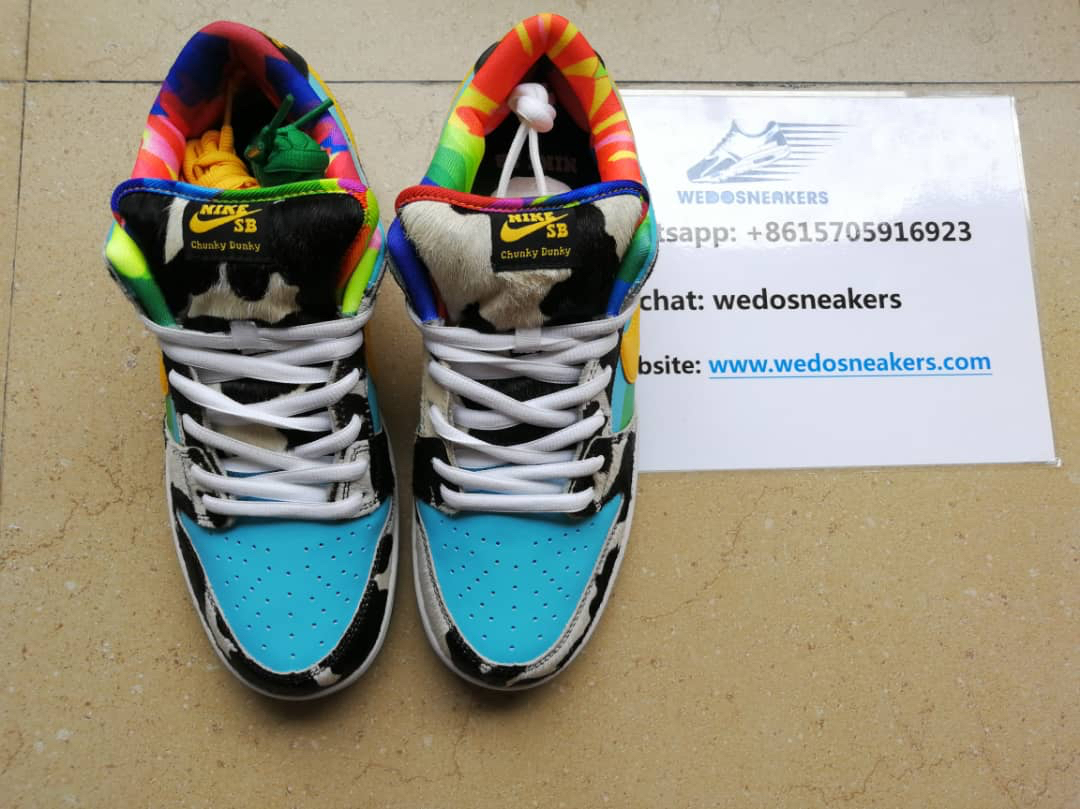 NIKE
SB
Chunky Dunky
NIKE
SB
Chunky Dunky
WEDOSNEAKERS
tsapp: +8615705916923
chat: wedosneakers
bsite: www.wedosneakers.com